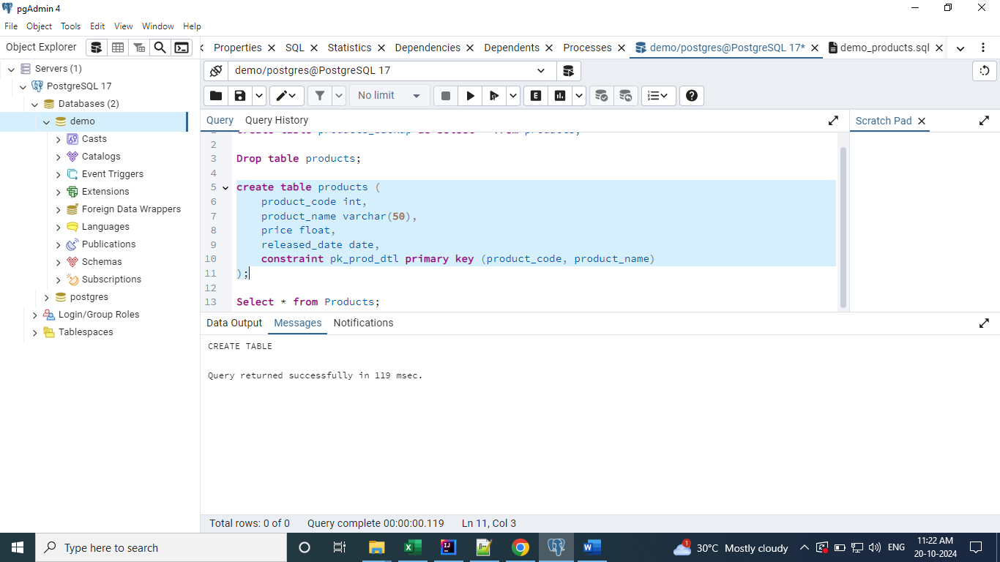 pgAdmin 4
File Object Tools Edit View Window Help
Object Explorer
Properties SQL Statistics Dependencies Dependents Processes demo/postgres@PostgreSQL 17* demo_products.sql
Servers (1)
PostgreSQL 17
Databases (2)
demo
Casts
Catalogs
Event Triggers
Extensions
Foreign Data Wrappers
Languages
Publications
Schemas
Subscriptions
postgres
Login/Group Roles
Tablespaces
demo/postgres@PostgreSQL 17
No limit
E
Query Query History
Scratch Pad
2
3 Drop table products;
4
5 create table products (
6 product_code int,
7 product_name varchar(50),
8 price float,
9 released_date date,
10 constraint pk_prod_dtl primary key (product_code, product_name)
11 );
12
13 Select * from Products;
Data Output Messages Notifications
CREATE TABLE
Query returned successfully in 119 msec.
Total rows: 0 of 0 Query complete 00:00:00.119 Ln 11, Col 3
Type here to search
1
30°C Mostly cloudy
ENG
11:22 AM
20-10-2024